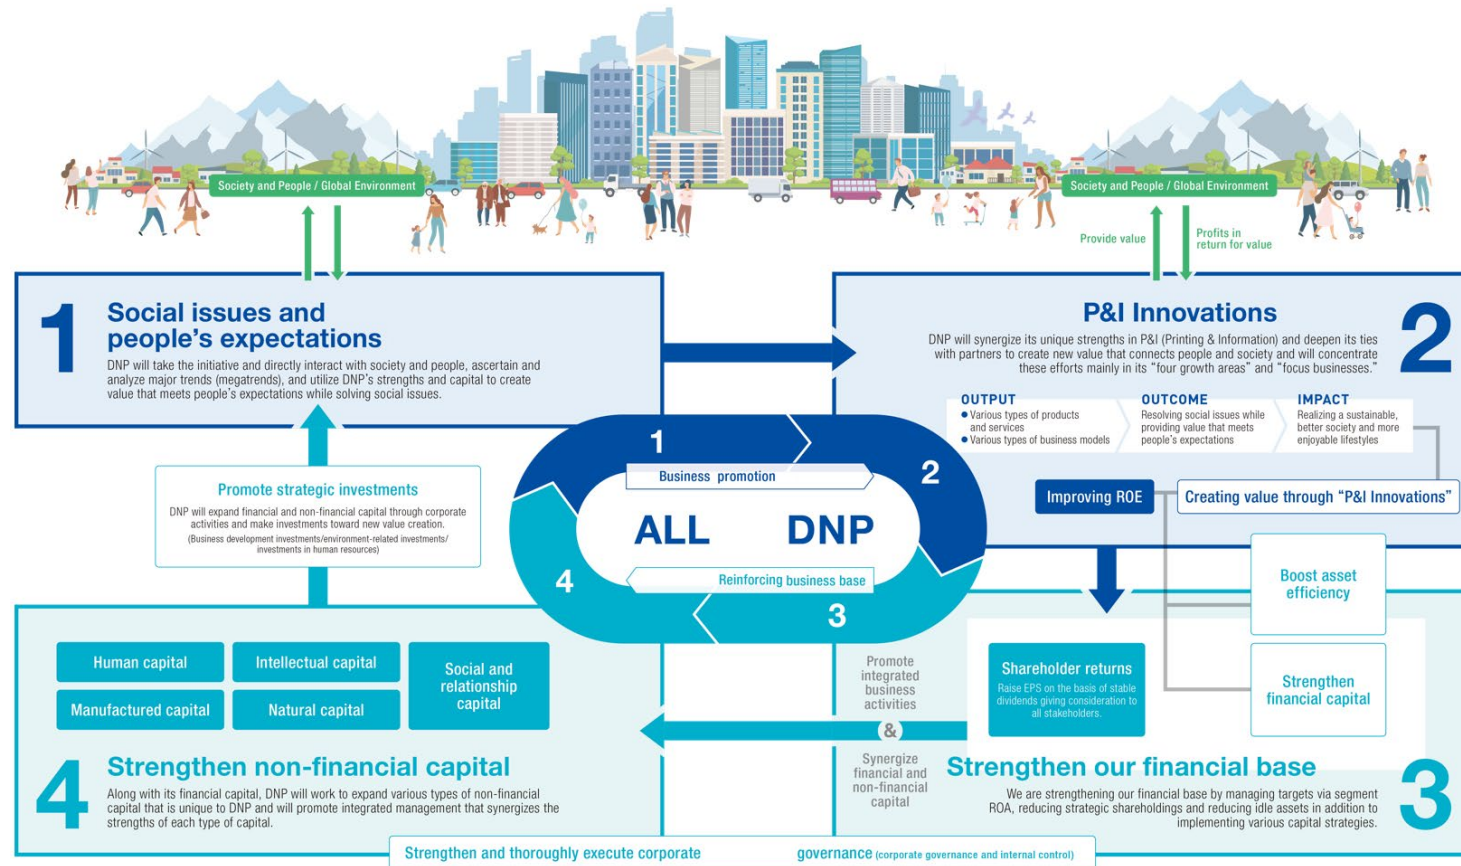 Society and People / Global Environment
Society and People / Global Environment
Provide value
Profits in
return for value
1
Social issues and
people's expectations
DNP will take the initiative and directly interact with society and people, ascertain and
analyze major trends (megatrends), and utilize DNP's strengths and capital to create
value that meets people's expectations while solving social issues.
P&I Innovations
2
DNP will synergize its unique strengths in P&I (Printing & Information) and deepen its ties
with partners to create new value that connects people and society and will concentrate
these efforts mainly in its "four growth areas" and "focus businesses."
OUTPUT
● Various types of products
and services
● Various types of business models
OUTCOME
Resolving social issues while
providing value that meets
people's expectations
IMPACT
Realizing a sustainable,
better society and more
enjoyable lifestyles
Improving ROE
Creating value through "P&I Innovations"
Boost asset
efficiency
Strengthen
financial capital
Promote strategic investments
DNP will expand financial and non-financial capital through corporate
activities and make investments toward new value creation.
(Business development investments/environment-related investments/
investments in human resources)
1
2
Business promotion
ALL DNP
Reinforcing business base
4
3
Human capital
Intellectual capital
Social and
relationship
capital
Manufactured capital
Natural capital
4
Strengthen non-financial capital
Along with its financial capital, DNP will work to expand various types of non-financial
capital that is unique to DNP and will promote integrated management that synergizes the
strengths of each type of capital.
Promote
integrated
business
activities
&
Synergize
financial and
non-financial
capital
Shareholder returns
Raise EPS on the basis of stable
dividends giving consideration to
all stakeholders.
Strengthen our financial base
3
We are strengthening our financial base by managing targets via segment
ROA, reducing strategic shareholdings and reducing idle assets in addition to
implementing various capital strategies.
Strengthen and thoroughly execute corporate governance (corporate governance and internal control)